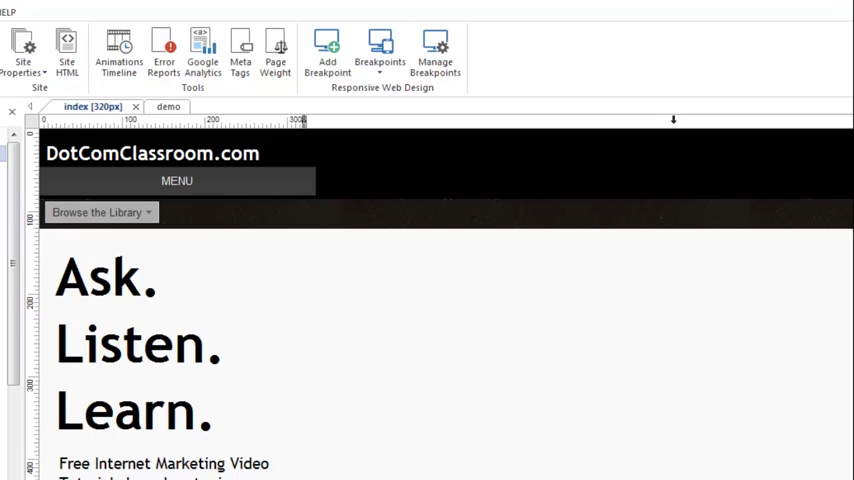 HELP
Site Properties
Site HTML
Animations Timeline
Error Reports
Google Analytics
Meta Tags
Page Weight
Add Breakpoint
Breakpoints
Manage Breakpoints
Site
Tools
Responsive Web Design
index [320px]
demo
0 100 200 300
DotComClassroom.com
MENU
Browse the Library
0
100
200
300
400
Ask.
Listen.
Learn.
Free Internet Marketing Video